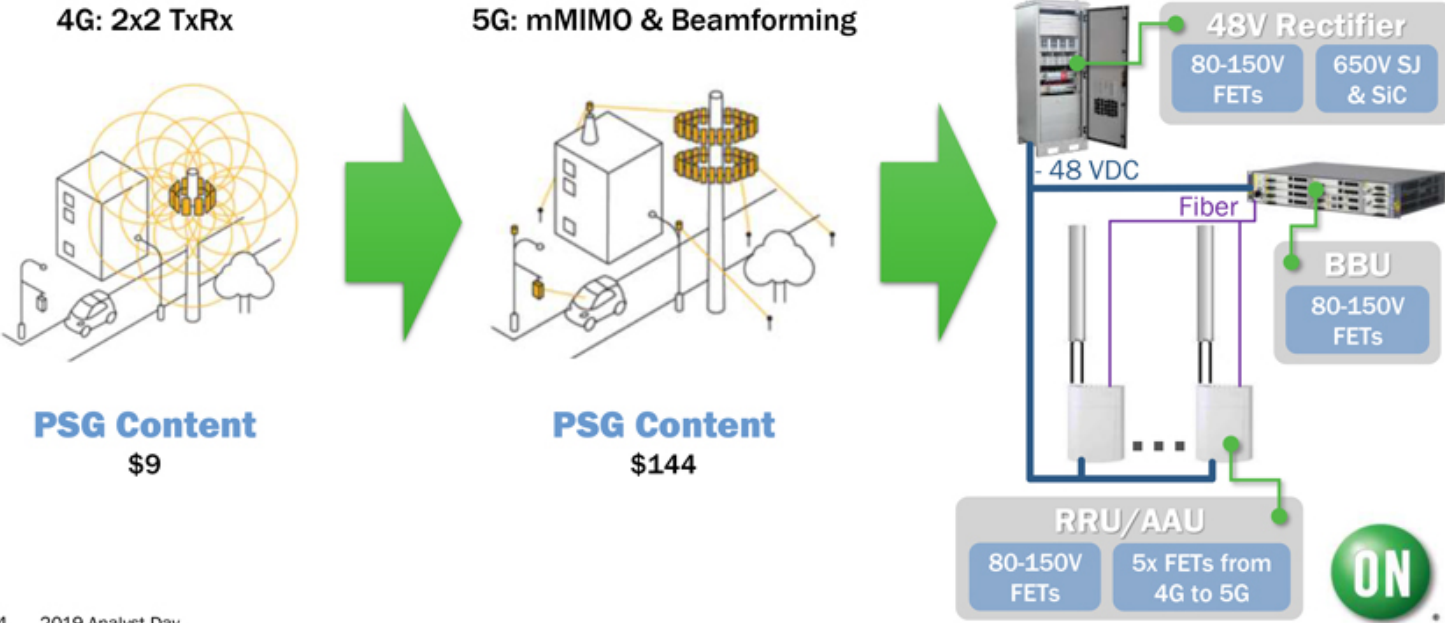 4G: 2x2 TxRx
5G: mMIMO & Beamforming
48V Rectifier
80-150V
FETs
650V SJ
& SiC
- 48 VDC
Fiber
BBU
80-150V
FETs
PSG Content
$9
PSG Content
$144
RRU/AAU
80-150V
FETs
5x FETs from
4G to 5G
ON
2019 Analyst Day